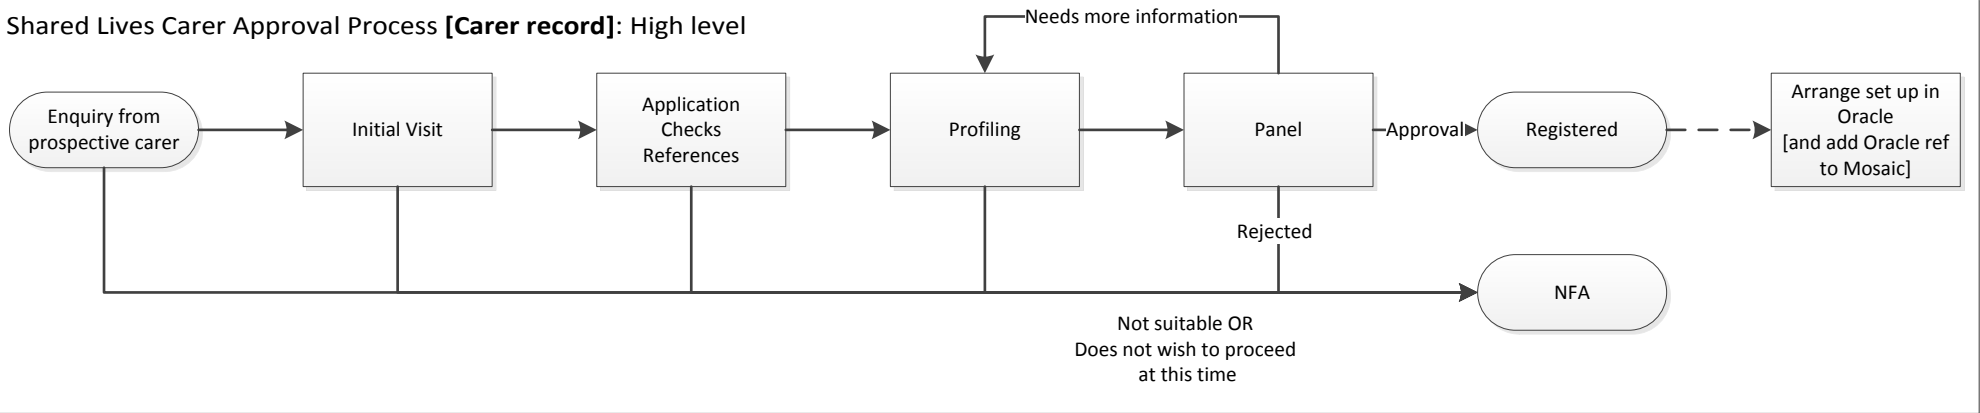 Shared Lives Carer Approval Process [Carer record]: High level
Needs more information
Enquiry from
prospective carer
Initial Visit
Application
Checks
References
Profiling
Panel
Approval
Registered
Arrange set up in
Oracle
[and add Oracle ref
to Mosaic]
Rejected
NFA
Not suitable OR
Does not wish to proceed
at this time